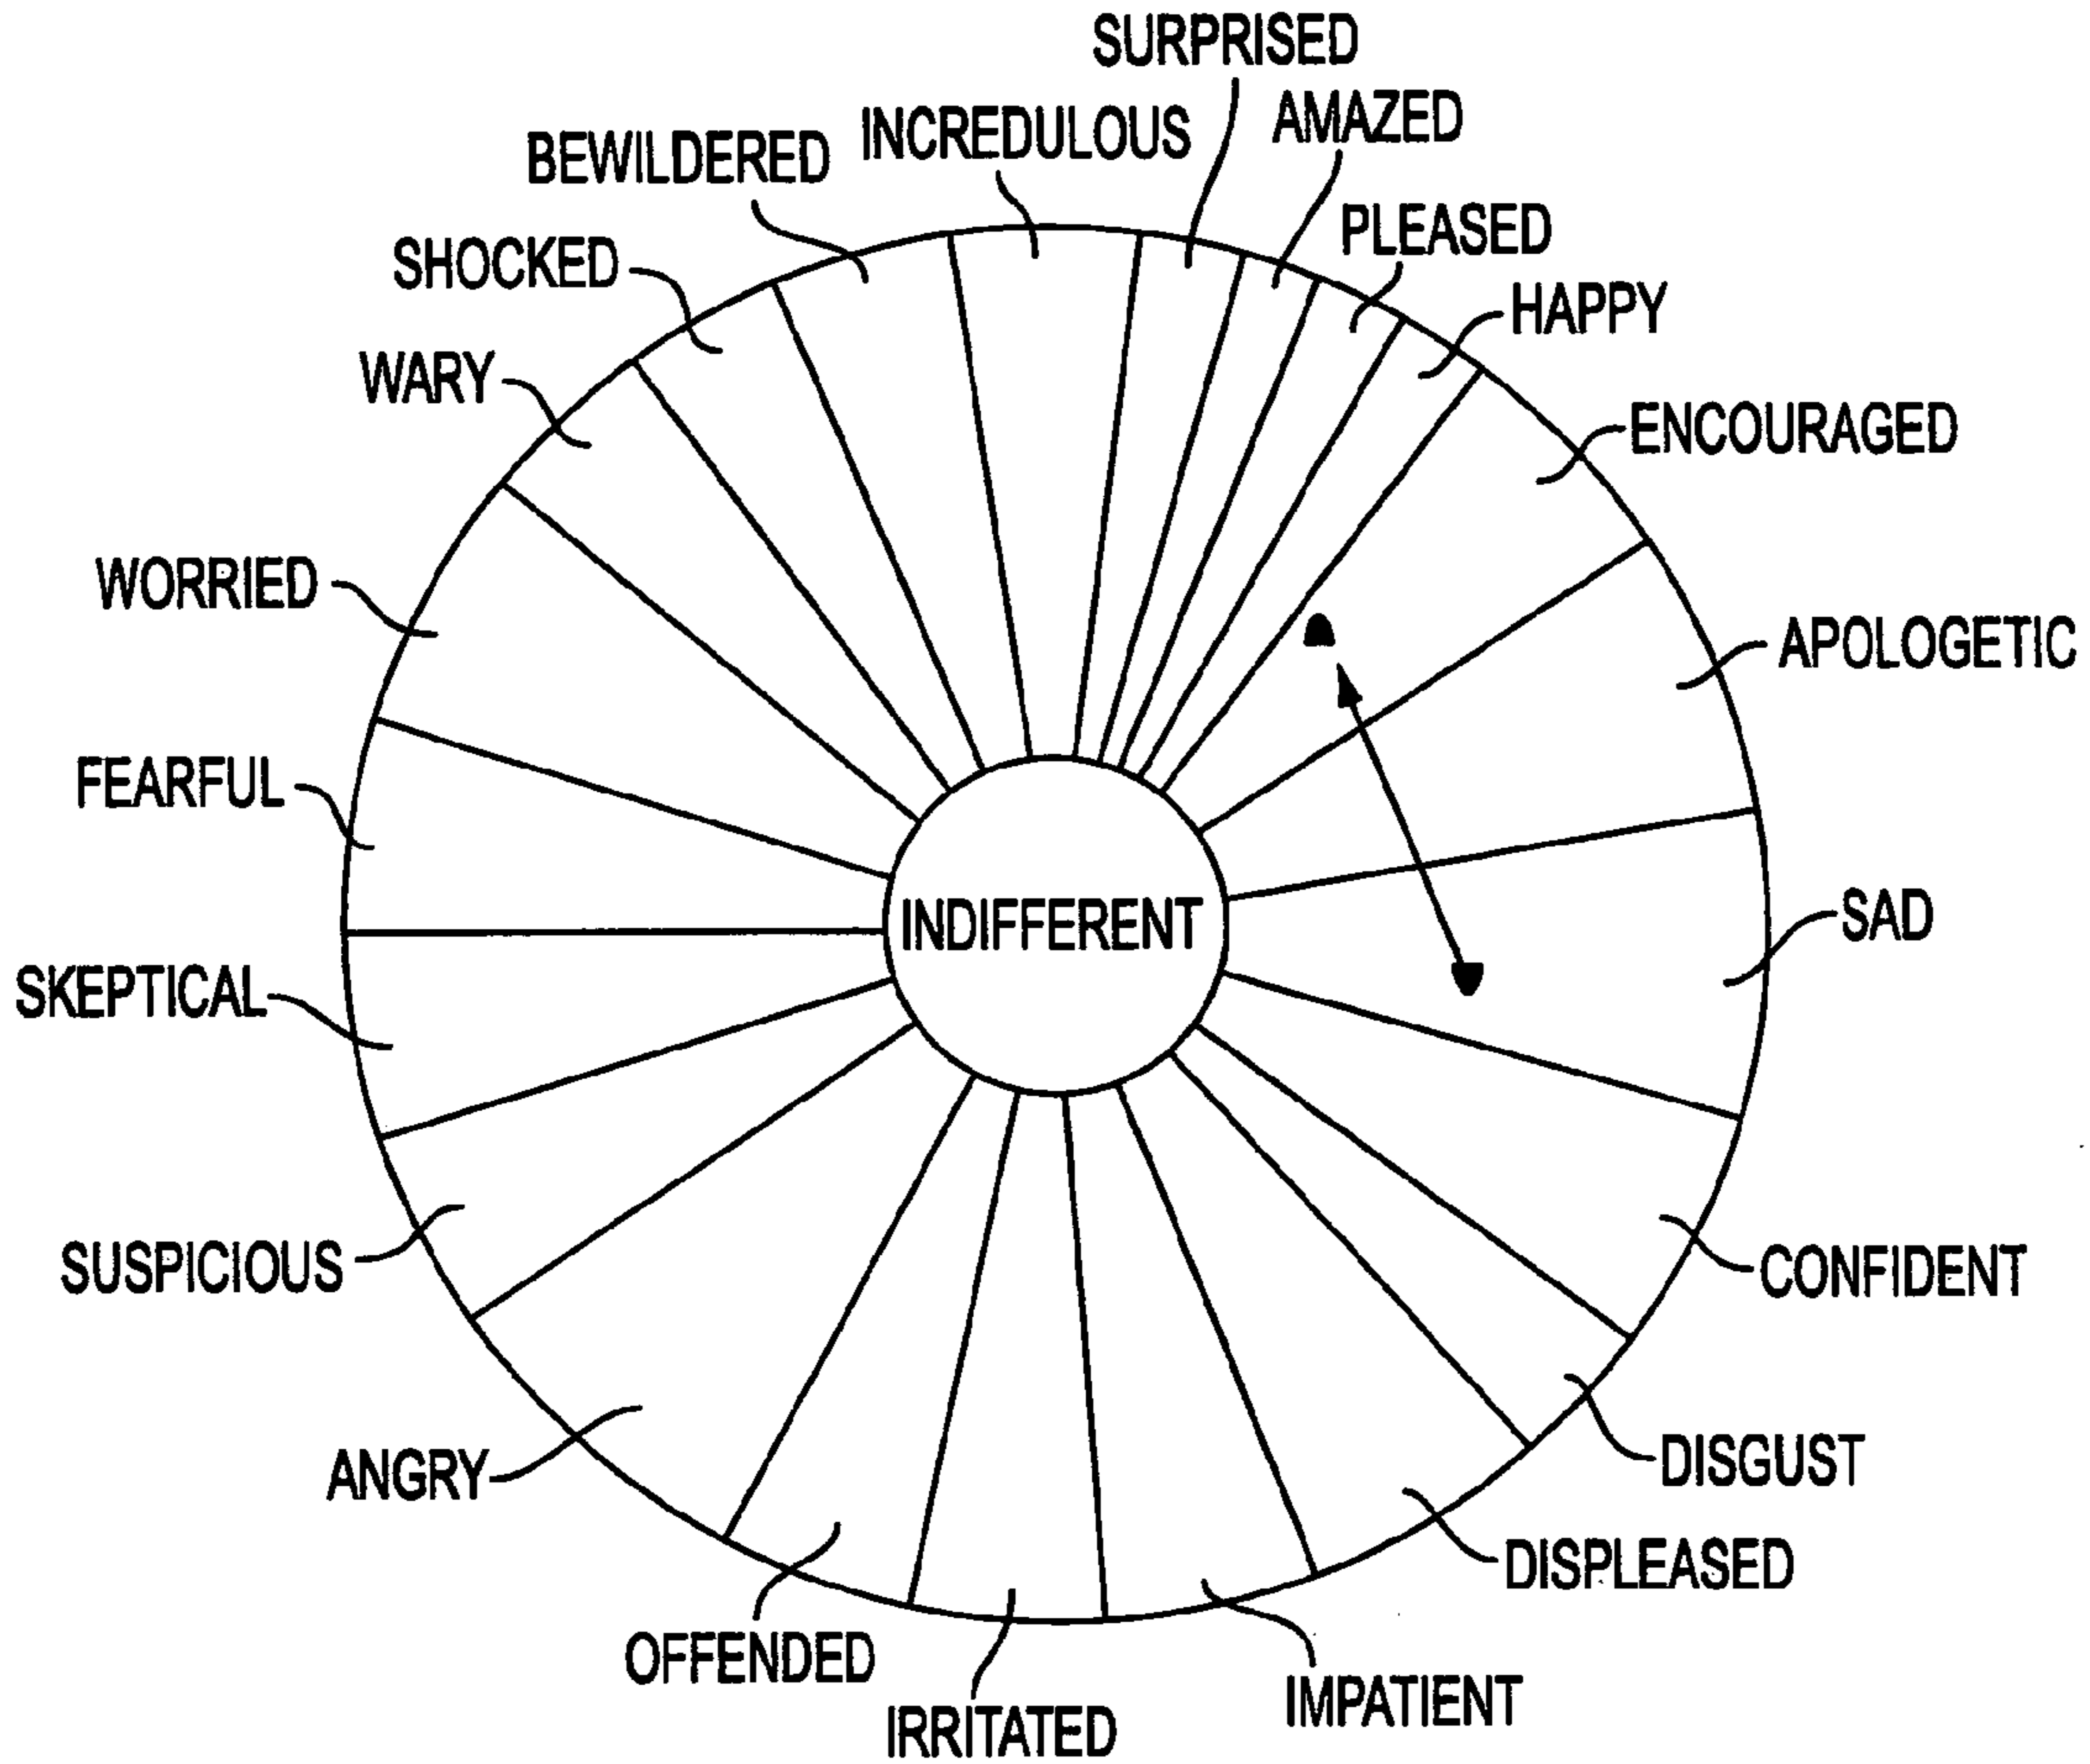 SURPRISED
AMAZED
INCREDULOUS
BEWILDERED
PLEASED
SHOCKED
HAPPY
WARY
ENCOURAGED
WORRIED
APOLOGETIC
FEARFUL
INDIFFERENT
SAD
SKEPTICAL
SUSPICIOUS
CONFIDENT
ANGRY
DISGUST
DISPLEASED
OFFENDED
IMPATIENT
IRRITATED